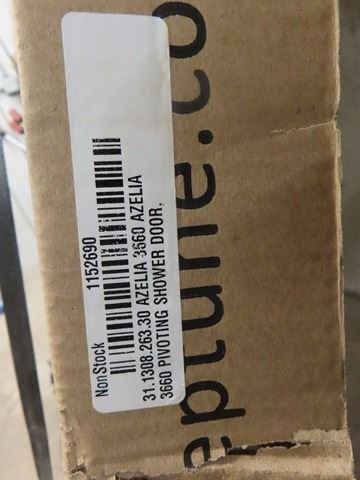 NonStock 1152690
31.1308.263.30 AZELIA 3660 AZELIA
3660 PIVOTING SHOWER DOOR.
eptune.co